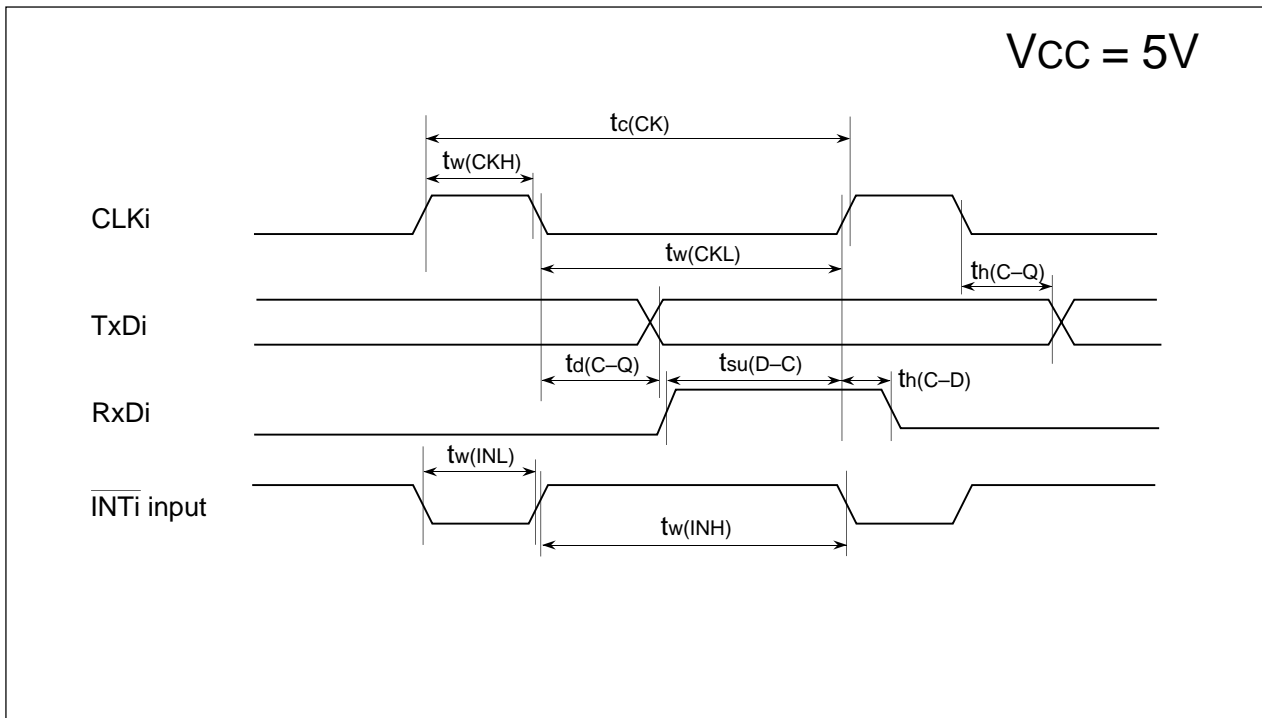 VCC = 5V
tc(CK)
tw(CKH)
CLKi
tw(CKL)
th(C–Q)
TxDi
td(C–Q)
tsu(D–C)
th(C–D)
RxDi
tw(INL)
INTi input
tw(INH)